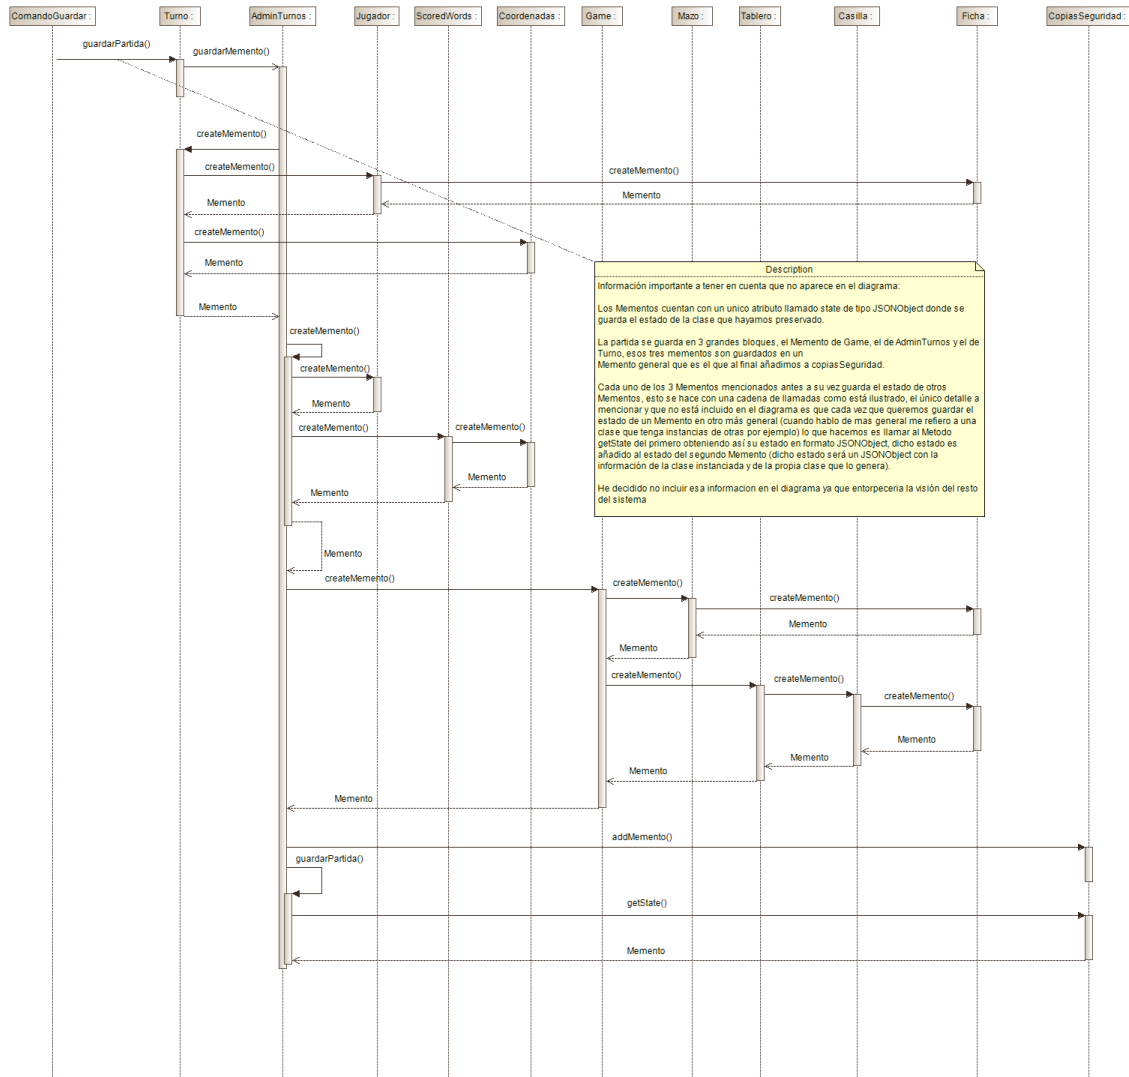 ComandoGuardar :
Turno :
AdminTurnos :
Jugador :
ScoredWords :
Coordenadas :
Game :
Mazo :
Tablero :
Casilla :
Ficha :
CopiasSeguridad :
guardarPartida()
guardarMemento()
createMemento()
createMemento()
createMemento()
Memento
Memento
createMemento()
Memento
Memento
Description
Información importante a tener en cuenta que no aparece en el diagrama:
Los Mementos cuentan con un unico atributo llamado state de tipo JSONObject donde se
guarda el estado de la clase que hayamos preservado.
La partida se guarda en 3 grandes bloques, el Memento de Game, el de AdminTurnos y el de
Turno, esos tres mementos son guardados en un
Memento general que es el que al final añadimos a copiasSeguridad.
Cada uno de los 3 Mementos mencionados antes a su vez guarda el estado de otros
Mementos, esto se hace con una cadena de llamadas como está ilustrado, el único detalle a
mencionar y que no está incluido en el diagrama es que cada vez que queremos guardar el
estado de un Memento en otro más general (cuando hablo de mas general me refiero a una
clase que tenga instancias de otras por ejemplo) lo que hacemos es llamar al Metodo
getState del primero obteniendo así su estado en formato JSONObject, dicho estado es
añadido al estado del segundo Memento (dicho estado será un JSONObject con la
información de la clase instanciada y de la propia clase que lo genera).
He decidido no incluir esa informacion en el diagrama ya que entorpeceria la visión del resto
del sistema
createMemento()
createMemento()
Memento
createMemento()
createMemento()
Memento
Memento
Memento
createMemento()
createMemento()
createMemento()
Memento
Memento
createMemento()
createMemento()
createMemento()
Memento
Memento
Memento
Memento
addMemento()
guardarPartida()
getState()
Memento